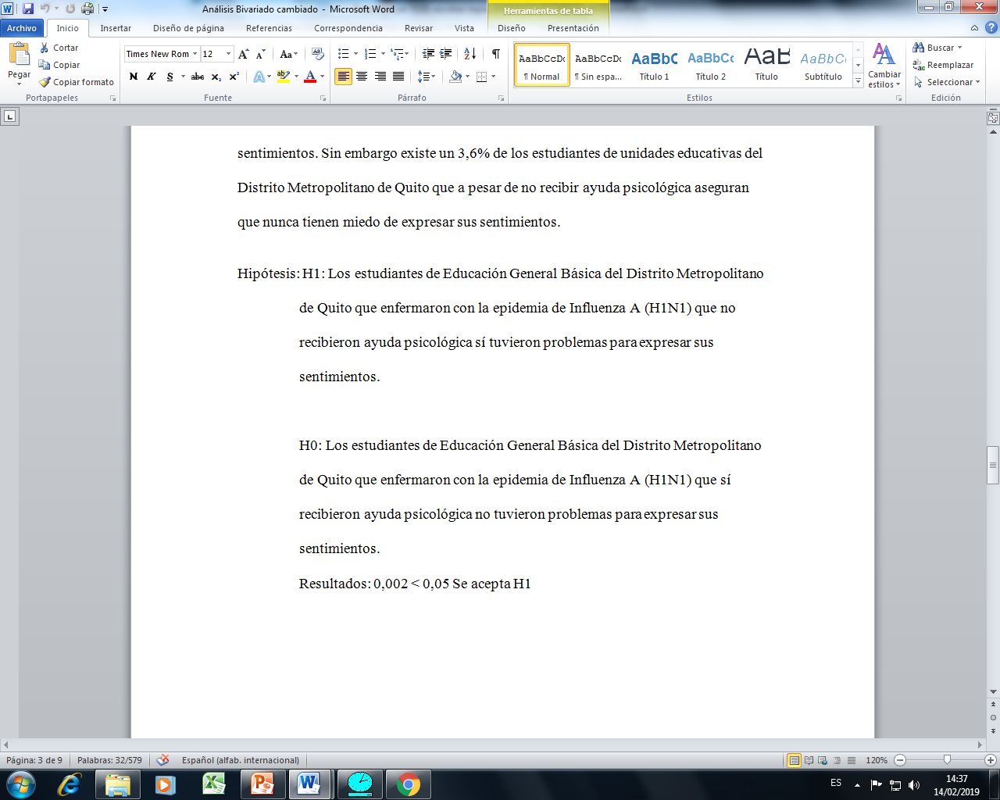 Análisis Bivariado cambiado - Microsoft Word
Herramientas de tabla
Archivo Inicio Insertar Diseño de página Referencias Correspondencia Revisar Vista Diseño Presentación
Pegar
Cortar
Copiar
Copiar formato
Portapapeles
Times New Rom 12
N K S abc x₂ x²
Fuente
Párrafo
AaBbCcDc AaBbCcDc AaBbC AaBbCc AaB AaBbCc
¶ Normal ¶ Sin espa... Título 1 Título 2 Título Subtítulo
Cambiar
estilos
Estilos
Buscar
Reemplazar
Seleccionar
Edición
sentimientos. Sin embargo existe un 3,6% de los estudiantes de unidades educativas del
Distrito Metropolitano de Quito que a pesar de no recibir ayuda psicológica aseguran
que nunca tienen miedo de expresar sus sentimientos.
Hipótesis: H1: Los estudiantes de Educación General Básica del Distrito Metropolitano
de Quito que enfermaron con la epidemia de Influenza A (H1N1) que no
recibieron ayuda psicológica sí tuvieron problemas para expresar sus
sentimientos.
H0: Los estudiantes de Educación General Básica del Distrito Metropolitano
de Quito que enfermaron con la epidemia de Influenza A (H1N1) que sí
recibieron ayuda psicológica no tuvieron problemas para expresar sus
sentimientos.
Resultados: 0,002 < 0,05 Se acepta H1
Página: 3 de 9 Palabras: 32/579 Español (alfab. internacional) 120%
ES
14:37
14/02/2019